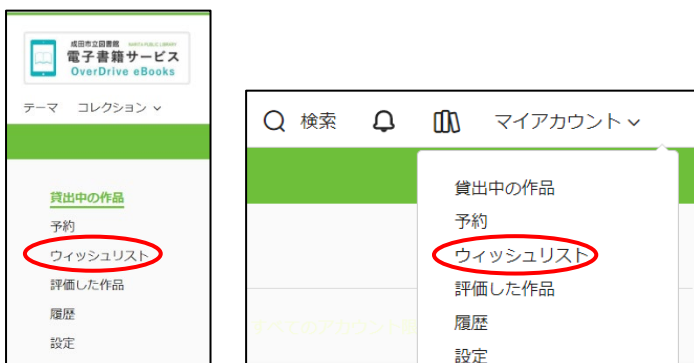 成田市立図書館 NARITA PUBLIC LIBRARY
電子書籍サービス
OverDrive eBooks
テーマ コレクション
貸出中の作品
予約
ウィッシュリスト
評価した作品
履歴
設定
検索 マイアカウント
貸出中の作品
予約
ウィッシュリスト
評価した作品
履歴
設定